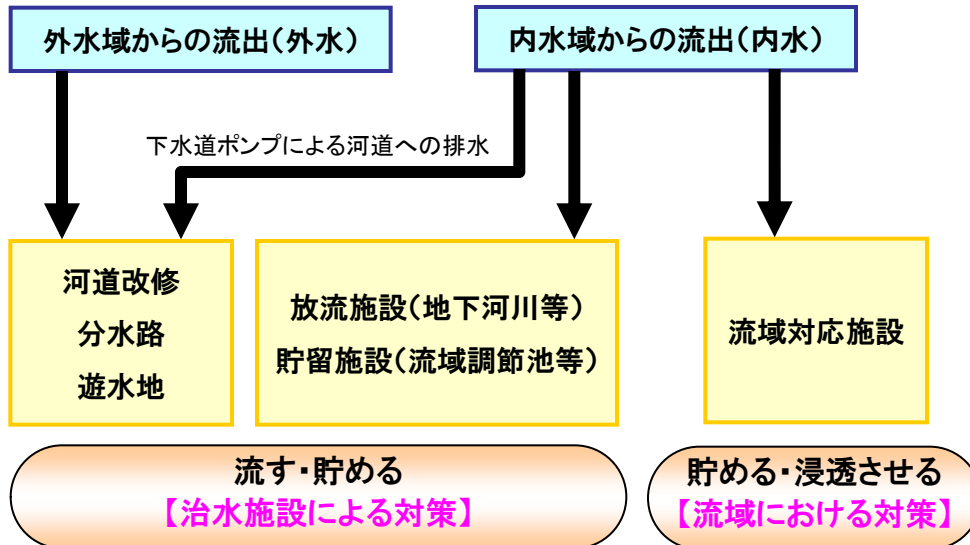 外水域からの流出(外水)
内水域からの流出(内水)
下水道ポンプによる河道への排水
河道改修
分水路
遊水地
放流施設(地下河川等)
貯留施設(流域調節池等)
流域対応施設
流す・貯める
【治水施設による対策】
貯める・浸透させる
【流域における対策】